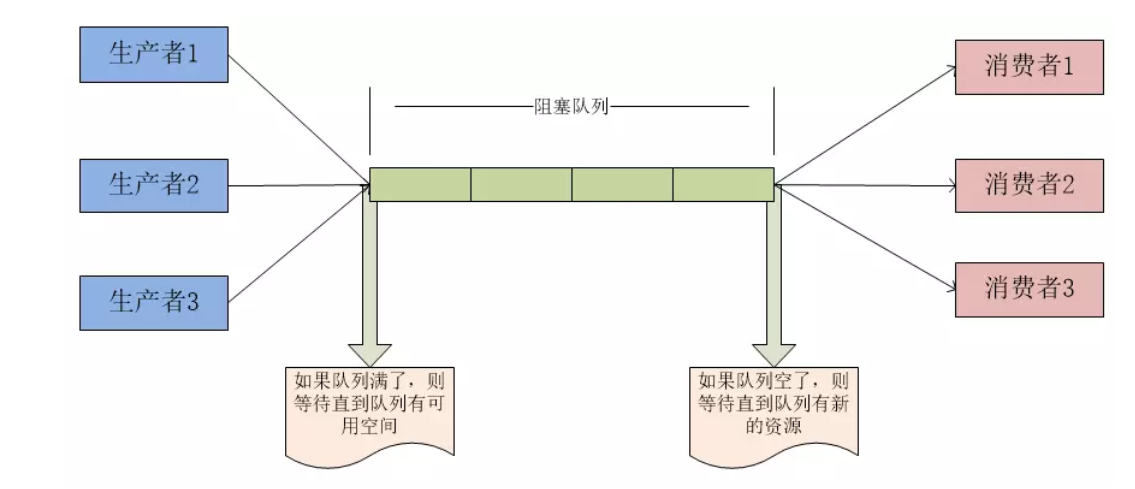 生产者1
消费者1
阻塞队列
生产者2
消费者2
生产者3
消费者3
如果队列满了，则
等待直到队列有可
用空间
如果队列空了，则
等待直到队列有新
的资源